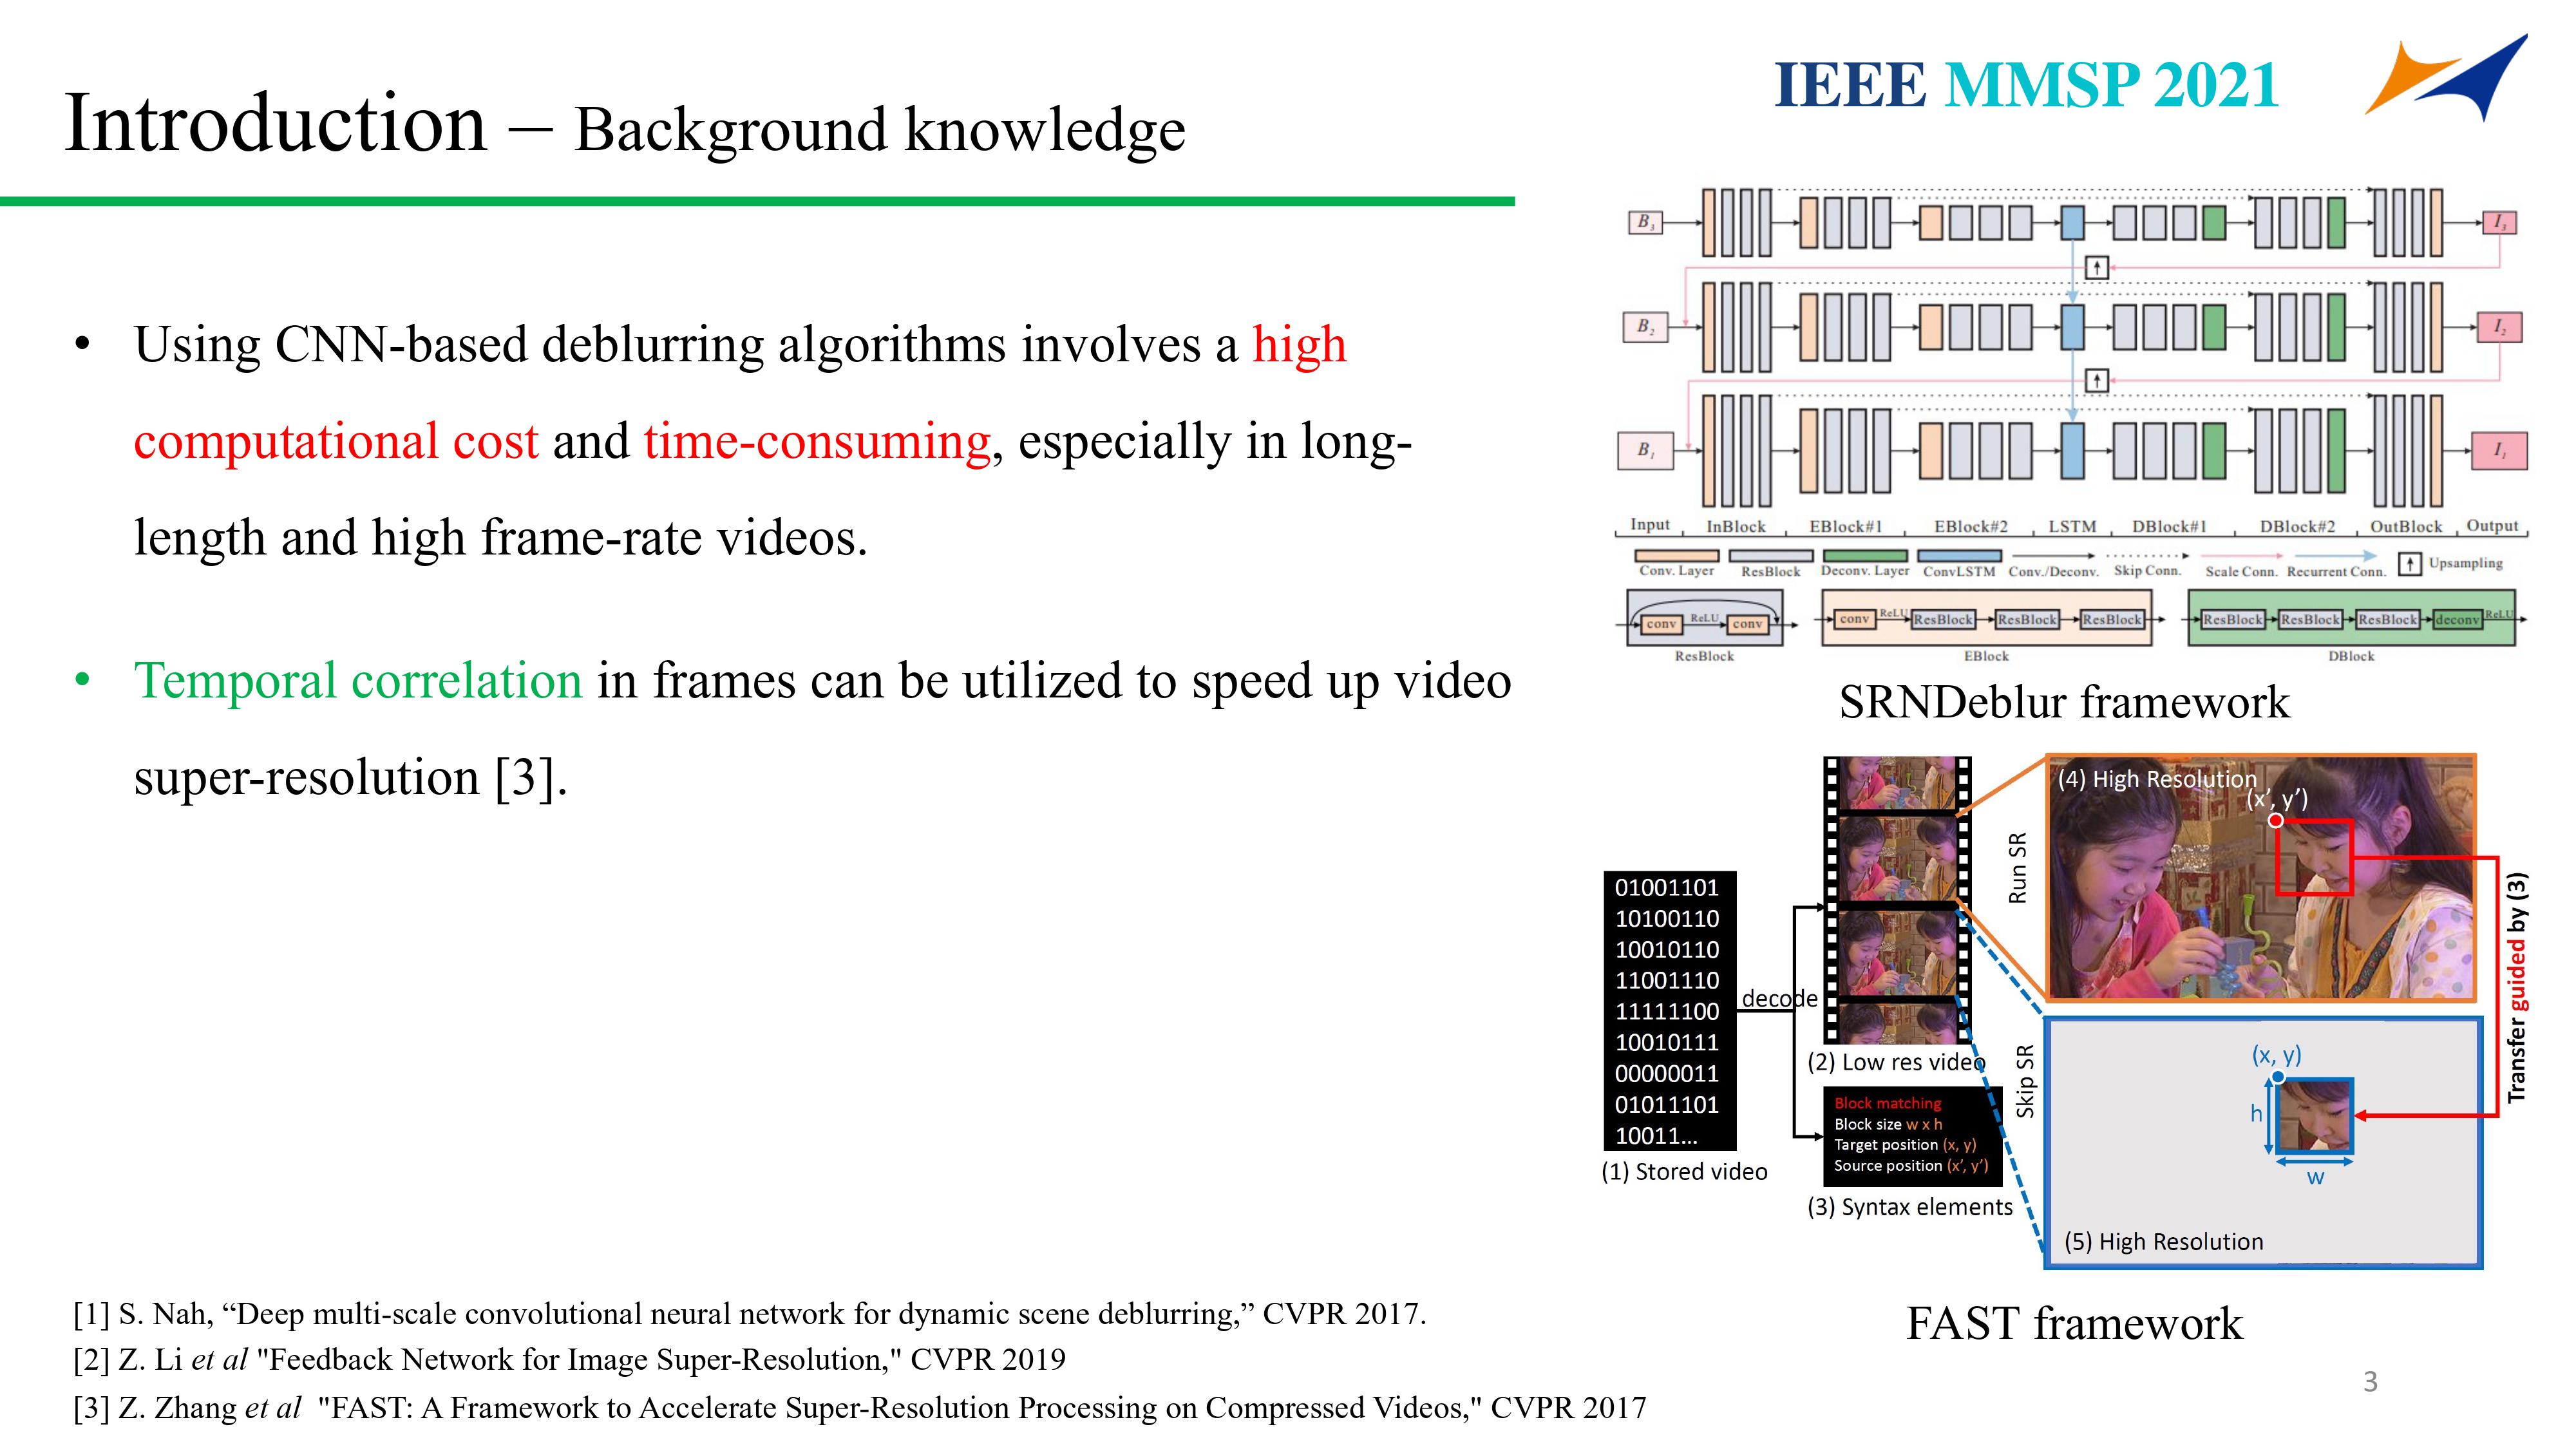 IEEE MMSP 2021
Introduction – Background knowledge
• Using CNN-based deblurring algorithms involves a high
computational cost and time-consuming, especially in long-
length and high frame-rate videos.
• Temporal correlation in frames can be utilized to speed up video
super-resolution [3].
B3
I3
B2
I2
B1
I1
Input InBlock EBlock#1 EBlock#2 LSTM DBlock#1 DBlock#2 OutBlock Output
Conv. Layer ResBlock Deconv. Layer ConvLSTM Conv./Deconv. Skip Conn. Scale Conn. Recurrent Conn. Upsampling
conv ReLU conv
conv ReLU ResBlock ResBlock ResBlock
ResBlock ResBlock ResBlock deconv ReLU
ResBlock EBlock DBlock
SRNDeblur framework
01001101
10100110
10010110
11001110
11111100
10010111
00000011
01011101
10011...
(1) Stored video
decode
(2) Low res video
Block matching
Block size w x h
Target position (x, y)
Source position (x’, y’)
(3) Syntax elements
Run SR
Skip SR
(4) High Resolution
(x’, y’)
(x, y)
h
w
(5) High Resolution
Transfer guided by (3)
FAST framework
[1] S. Nah, “Deep multi-scale convolutional neural network for dynamic scene deblurring,” CVPR 2017.
[2] Z. Li et al "Feedback Network for Image Super-Resolution," CVPR 2019
[3] Z. Zhang et al "FAST: A Framework to Accelerate Super-Resolution Processing on Compressed Videos," CVPR 2017
3